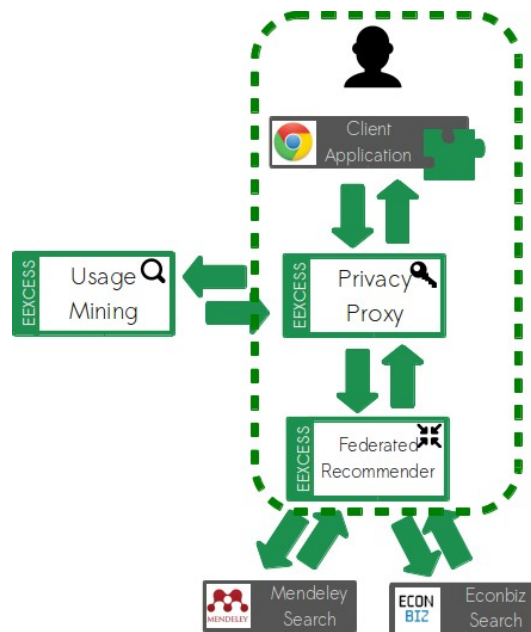 Client
Application
EEXCESS
Usage
Mining
EEXCESS
Privacy
Proxy
EEXCESS
Federated
Recommender
MENDELEY
Mendeley
Search
ECON
BIZ
Econbiz
Search